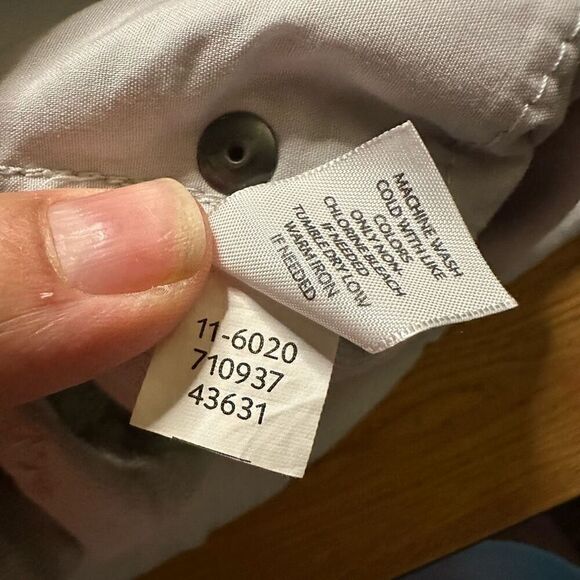 MACHINE WASH
COLD WITH LIKE
COLORS
ONLY NON-
CHLORINE BLEACH
IF NEEDED
TUMBLE DRY LOW
WARM IRON
IF NEEDED
11-6020
710937
43631